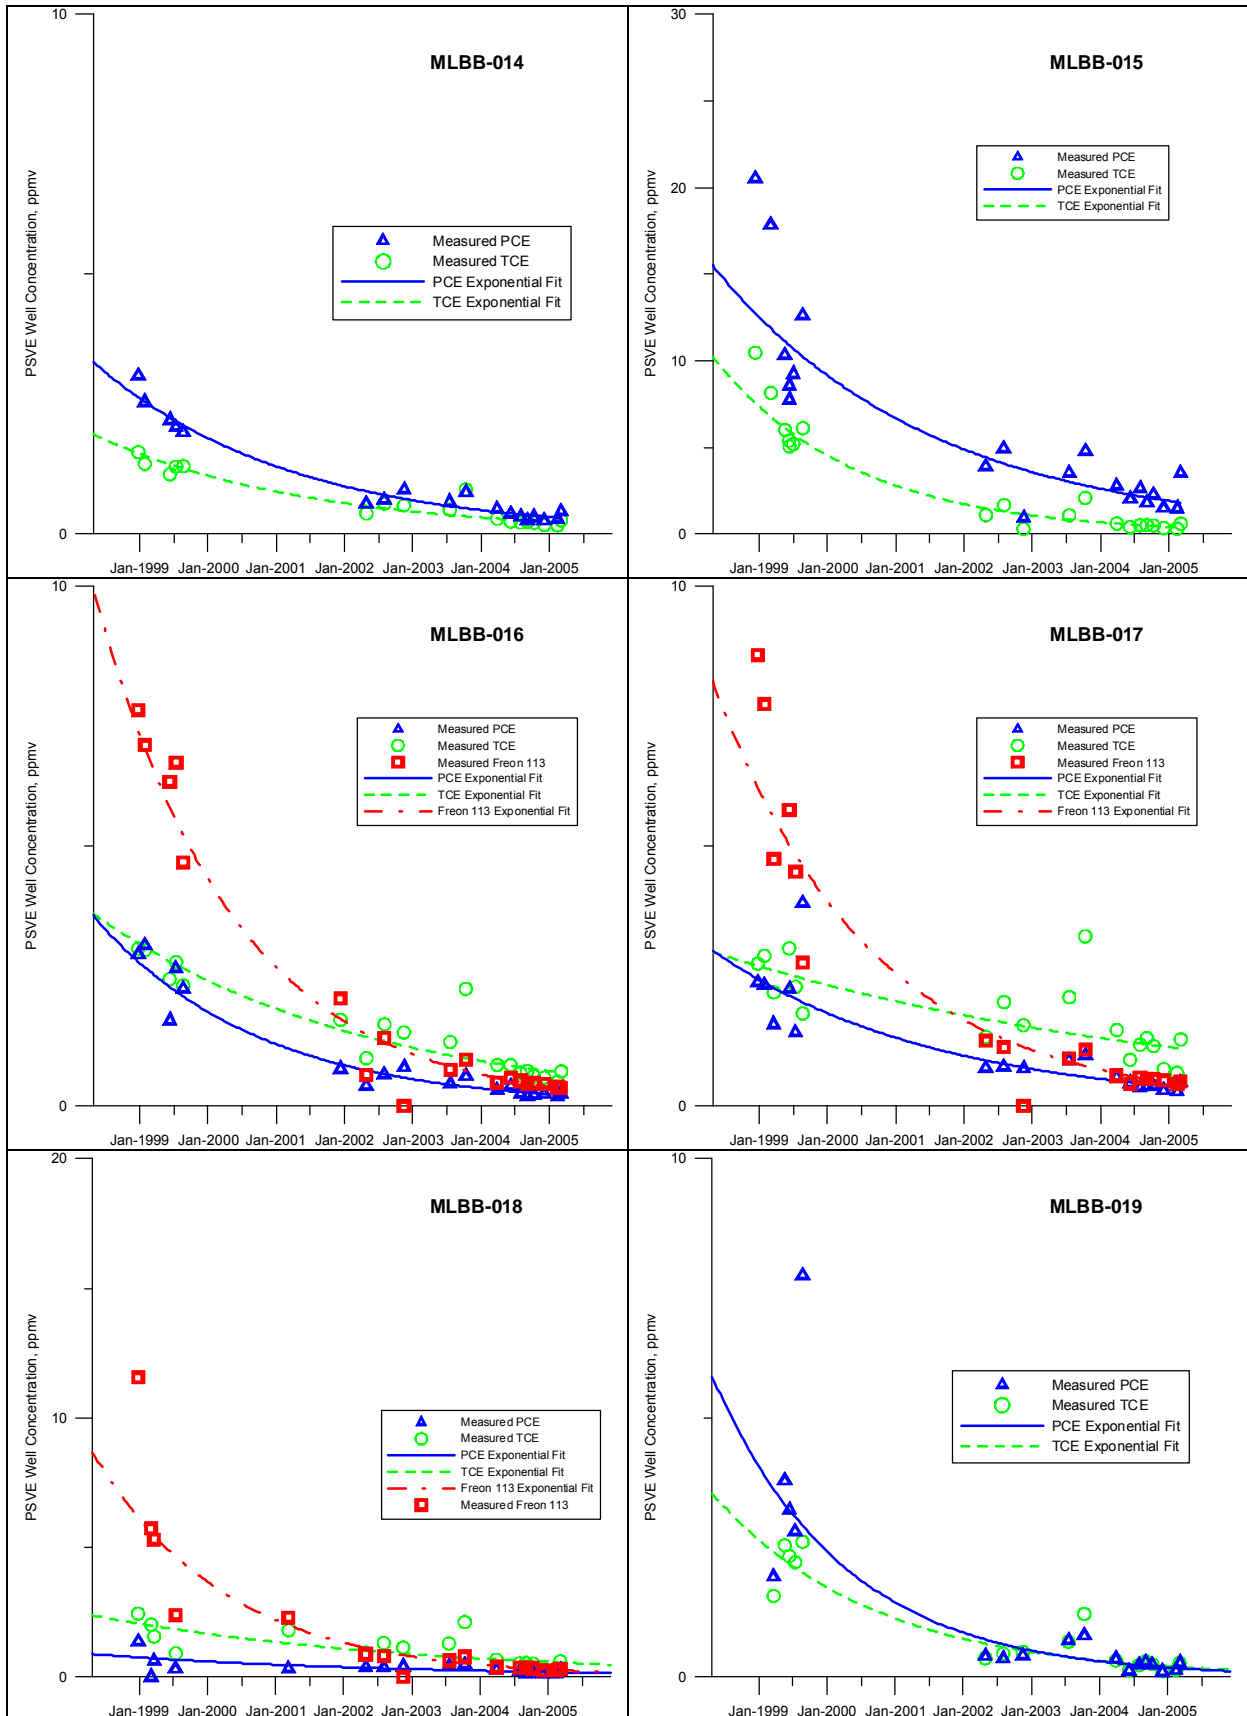 10
MLBB-014
PSVE Well Concentration, ppmv
Measured PCE
Measured TCE
PCE Exponential Fit
TCE Exponential Fit
0
Jan-1999 Jan-2000 Jan-2001 Jan-2002 Jan-2003 Jan-2004 Jan-2005
30
MLBB-015
PSVE Well Concentration, ppmv
Measured PCE
Measured TCE
PCE Exponential Fit
TCE Exponential Fit
20
10
0
Jan-1999 Jan-2000 Jan-2001 Jan-2002 Jan-2003 Jan-2004 Jan-2005
10
MLBB-016
PSVE Well Concentration, ppmv
Measured PCE
Measured TCE
Measured Freon 113
PCE Exponential Fit
TCE Exponential Fit
Freon 113 Exponential Fit
0
Jan-1999 Jan-2000 Jan-2001 Jan-2002 Jan-2003 Jan-2004 Jan-2005
10
MLBB-017
PSVE Well Concentration, ppmv
Measured PCE
Measured TCE
Measured Freon 113
PCE Exponential Fit
TCE Exponential Fit
Freon 113 Exponential Fit
0
Jan-1999 Jan-2000 Jan-2001 Jan-2002 Jan-2003 Jan-2004 Jan-2005
20
MLBB-018
PSVE Well Concentration, ppmv
10
Measured PCE
Measured TCE
PCE Exponential Fit
TCE Exponential Fit
Freon 113 Exponential Fit
Measured Freon 113
0
Jan-1999 Jan-2000 Jan-2001 Jan-2002 Jan-2003 Jan-2004 Jan-2005
10
MLBB-019
PSVE Well Concentration, ppmv
Measured PCE
Measured TCE
PCE Exponential Fit
TCE Exponential Fit
0
Jan-1999 Jan-2000 Jan-2001 Jan-2002 Jan-2003 Jan-2004 Jan-2005